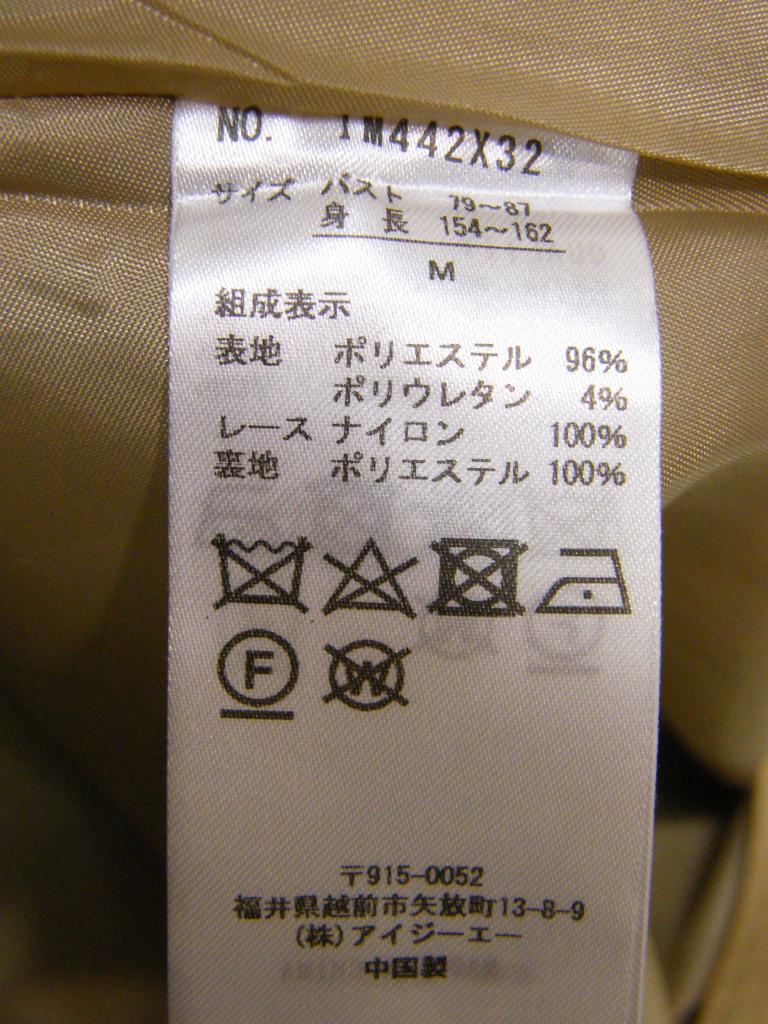 NO. IM442X32
サイズ バスト 79～87
身長 154～162
M
組成表示
表地 ポリエステル 96%
ポリウレタン 4%
レース ナイロン 100%
裏地 ポリエステル 100%
F W
〒915-0052
福井県越前市矢放町13-8-9
(株)アイジーエー
中国製